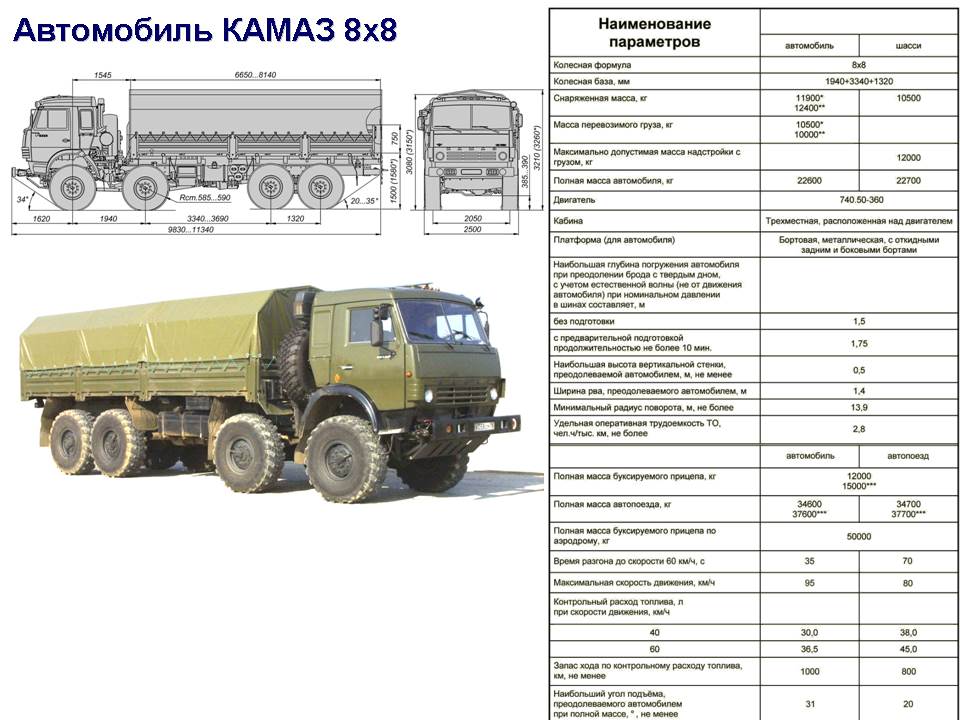 Автомобиль КАМАЗ 8х8
1545
6650...8140
750
1500 (1580*)
34°
Rст.585...590
20...35°
1620
1940
3340...3690
1320
9830...11340
3080 (3150*)
385...390
3210 (3260*)
2050
2500
Наименование
параметров
автомобиль шасси
Колесная формула 8х8
Колесная база, мм 1940+3340+1320
Снаряженная масса, кг 11900* 10500
12400**
Масса перевозимого груза, кг 10500*
10000**
Максимально допустимая масса надстройки с
грузом, кг 12000
Полная масса автомобиля, кг 22600 22700
Двигатель 740.50-360
Кабина Трехместная, расположенная над двигателем
Платформа (для автомобиля) Бортовая, металлическая, с откидными
задним и боковыми бортами
Наибольшая глубина погружения автомобиля
при преодолении брода с твердым дном,
с учетом естественной волны (не от движения
автомобиля) при номинальном давлении
в шинах составляет, м
без подготовки 1,5
с предварительной подготовкой
продолжительностью не более 10 мин. 1,75
Наибольшая высота вертикальной стенки,
преодолеваемой автомобилем, м, не менее 0,5
Ширина рва, преодолеваемого автомобилем, м 1,4
Минимальный радиус поворота, м, не более 13,9
Удельная оперативная трудоемкость ТО,
чел.ч/тыс. км, не более 2,8
автомобиль автопоезд
Полная масса буксируемого прицепа, кг 12000
15000***
Полная масса автопоезда, кг 34600 34700
37600*** 37700***
Полная масса буксируемого прицепа по
аэродрому, кг 50000
Время разгона до скорости 60 км/ч, с 35 70
Максимальная скорость движения, км/ч 95 80
Контрольный расход топлива, л
при скорости движения, км/ч
40 30,0 38,0
60 36,5 45,0
Запас хода по контрольному расходу топлива,
км, не менее 1000 800
Наибольший угол подъёма,
преодолеваемого автомобилем
при полной массе, °, не менее 31 20